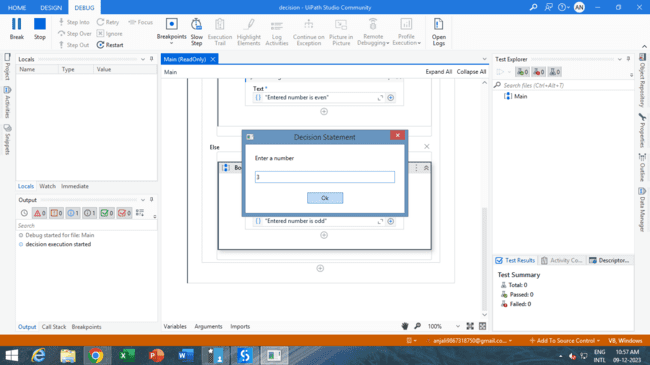 HOME DESIGN DEBUG decision - UiPath Studio Community AN
Break Stop Step Into Step Over Step Out Retry Ignore Restart Focus Breakpoints Slow Step Execution Trail Highlight Elements Log Activities Continue on Exception Picture in Picture Remote Debugging Profile Execution Open Logs
Locals
Name Type Value
Locals Watch Immediate
Output
0 0 1 1 0 0
Search
Debug started for file: Main
decision execution started
Output Call Stack Breakpoints
Project
Activities
Snippets
Main (ReadOnly)
Main Expand All Collapse All
Text *
"Entered number is even"
Else
Bo
Decision Statement
Enter a number
3
Ok
"Entered number is odd"
Variables Arguments Imports 100%
Test Explorer
0 0 0
Search files (Ctrl+Alt+T)
Main
Test Results Activity Co... Descriptor...
Test Summary
Total: 0
Passed: 0
Failed: 0
Object Repository
Properties
Outline
Data Manager
anjali9867318750@gmail.co... Add To Source Control VB, Windows
ENG 10:57 AM
INTL 09-12-2023